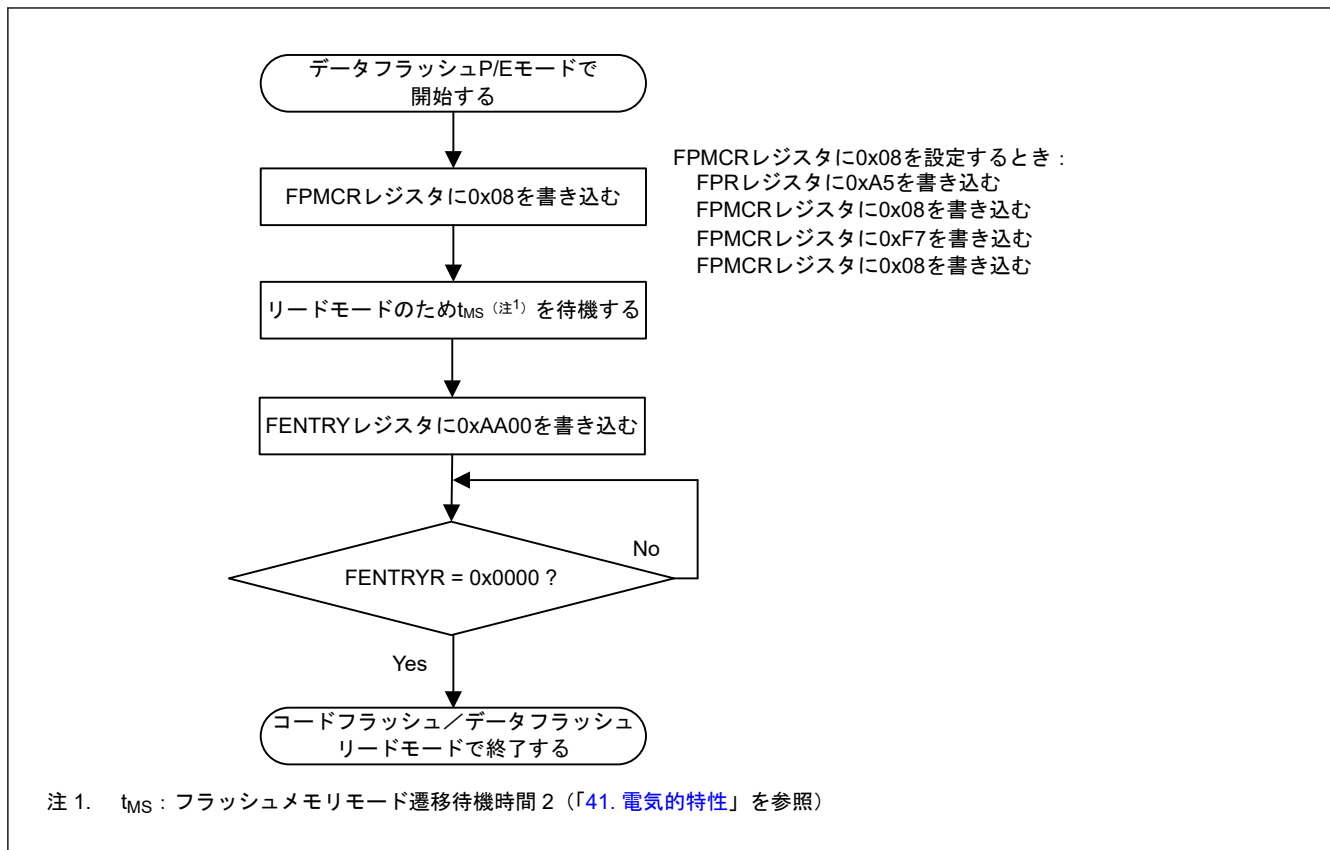 データフラッシュP/Eモードで
開始する
FPMCRレジスタに0x08を書き込む
FPMCRレジスタに0x08を設定するとき：
FPRレジスタに0xA5を書き込む
FPMCRレジスタに0x08を書き込む
FPMCRレジスタに0xF7を書き込む
FPMCRレジスタに0x08を書き込む
リードモードのためtMS（注1）を待機する
FENTRYレジスタに0xAA00を書き込む
No
FENTRYR = 0x0000 ?
Yes
コードフラッシュ／データフラッシュ
リードモードで終了する
注 1. tMS：フラッシュメモリモード遷移待機時間 2（「41. 電気的特性」を参照）